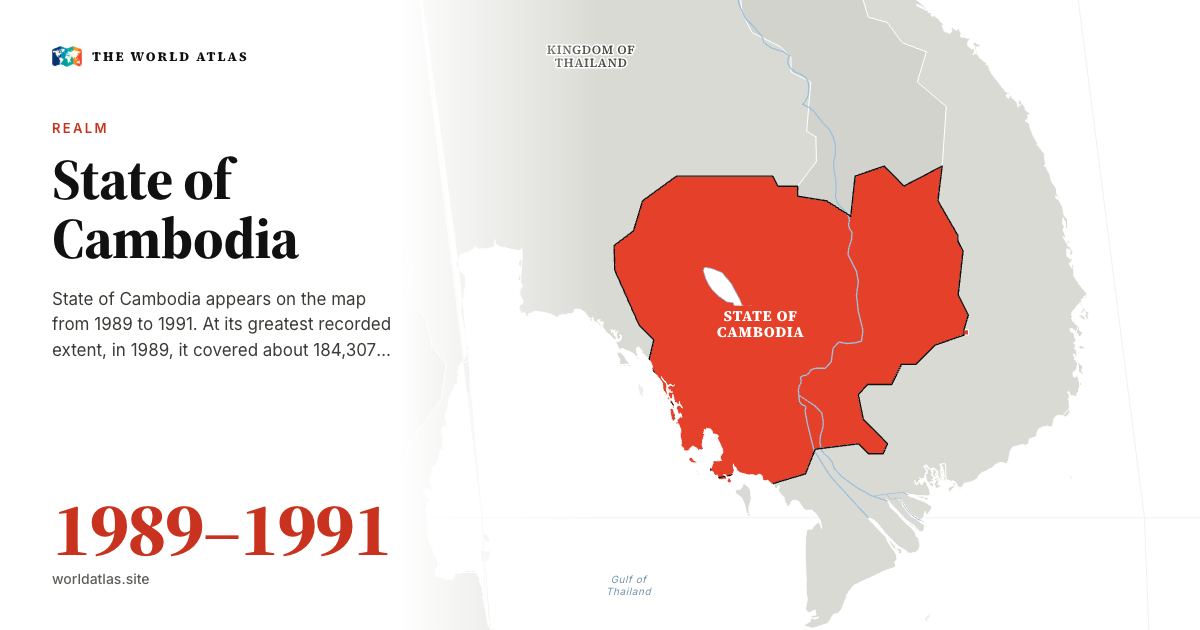 THE WORLD ATLAS
REALM
State of
Cambodia
State of Cambodia appears on the map
from 1989 to 1991. At its greatest recorded
extent, in 1989, it covered about 184,307...
1989–1991
worldatlas.site
KINGDOM OF
THAILAND
STATE OF
CAMBODIA
Gulf of
Thailand